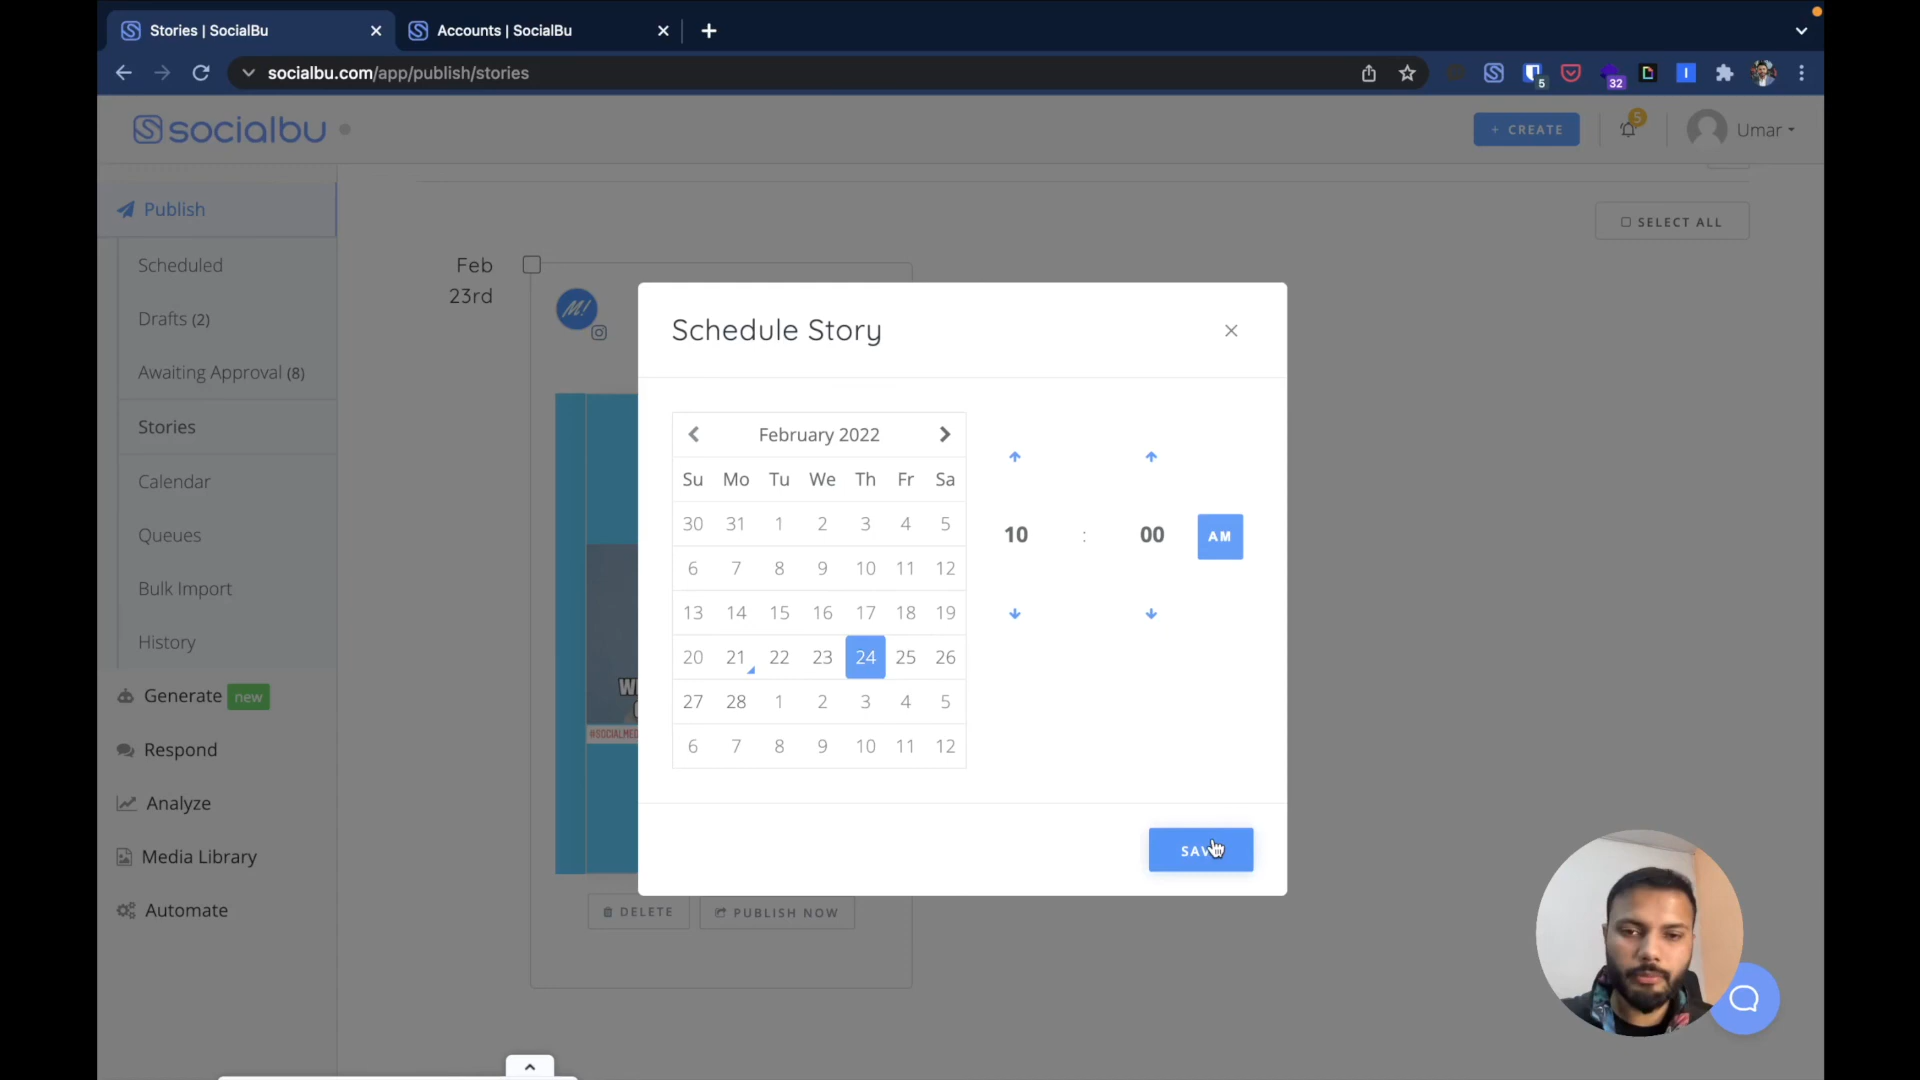 Stories | SocialBu
Accounts | SocialBu
socialbu.com/app/publish/stories
5
32
socialbu
+ CREATE
5
Umar
Publish
Scheduled
Drafts (2)
Awaiting Approval (8)
Stories
Calendar
Queues
Bulk Import
History
Generate new
Respond
Analyze
Media Library
Automate
SELECT ALL
Feb
23rd
M!
#SOCIALMED
DELETE
PUBLISH NOW
Schedule Story
February 2022
Su Mo Tu We Th Fr Sa
30 31 1 2 3 4 5
6 7 8 9 10 11 12
13 14 15 16 17 18 19
20 21 22 23 24 25 26
27 28 1 2 3 4 5
6 7 8 9 10 11 12
10 : 00 AM
SAVE